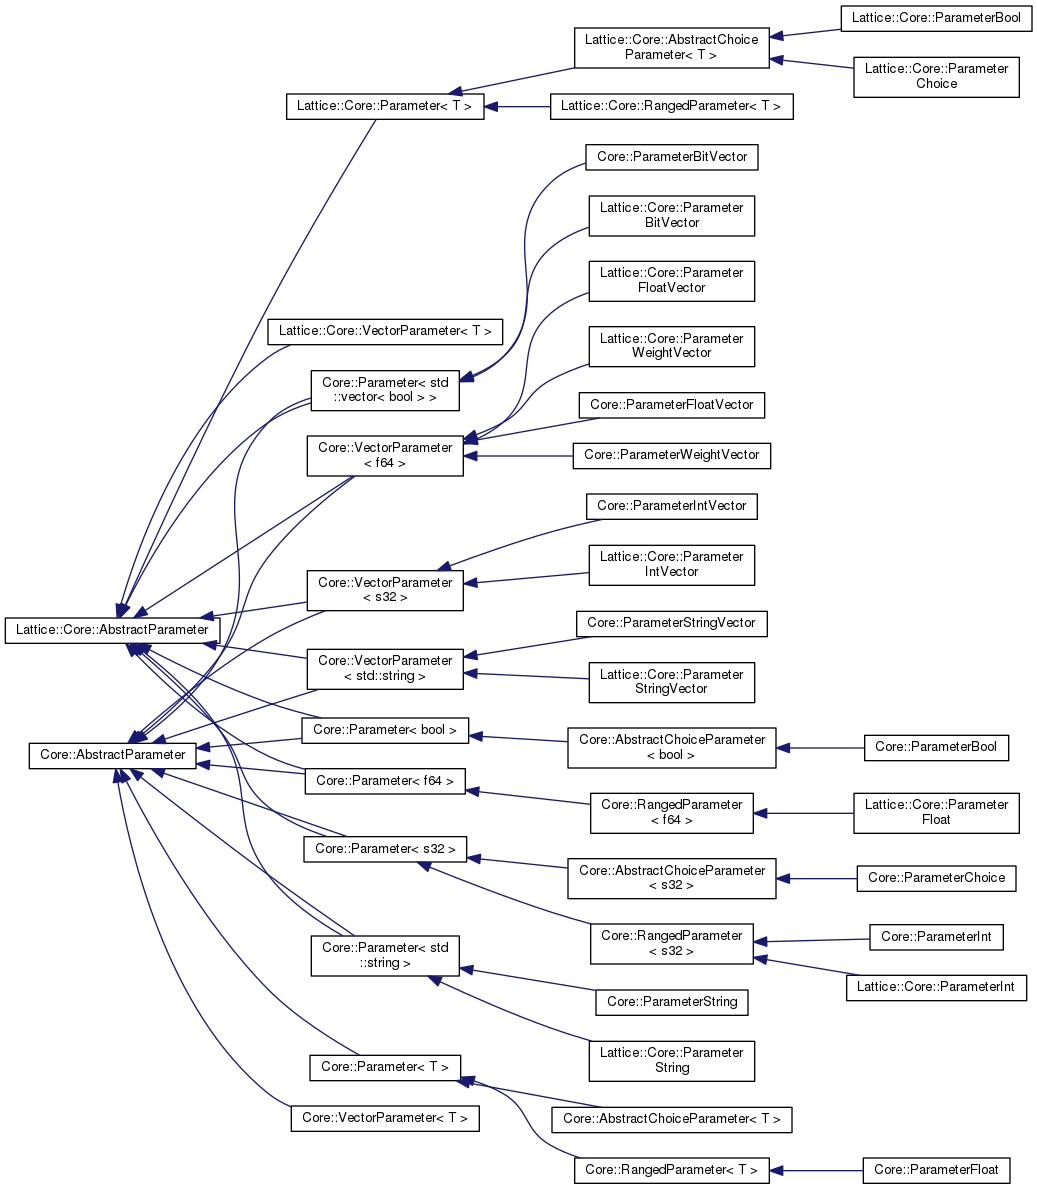 Lattice::Core::ParameterBool
Lattice::Core::AbstractChoice
Parameter< T >
Lattice::Core::Parameter
Choice
Lattice::Core::Parameter< T >
Lattice::Core::RangedParameter< T >
Core::ParameterBitVector
Lattice::Core::Parameter
BitVector
Lattice::Core::Parameter
FloatVector
Lattice::Core::VectorParameter< T >
Lattice::Core::Parameter
WeightVector
Core::Parameter< std
::vector< bool > >
Core::ParameterFloatVector
Core::VectorParameter
< f64 >
Core::ParameterWeightVector
Core::ParameterIntVector
Lattice::Core::Parameter
IntVector
Core::VectorParameter
< s32 >
Lattice::Core::AbstractParameter
Core::ParameterStringVector
Core::VectorParameter
< std::string >
Lattice::Core::Parameter
StringVector
Core::Parameter< bool >
Core::AbstractParameter
Core::AbstractChoiceParameter
< bool >
Core::ParameterBool
Core::Parameter< f64 >
Core::RangedParameter
< f64 >
Lattice::Core::Parameter
Float
Core::Parameter< s32 >
Core::AbstractChoiceParameter
< s32 >
Core::ParameterChoice
Core::RangedParameter
< s32 >
Core::ParameterInt
Core::Parameter< std
::string >
Lattice::Core::ParameterInt
Core::ParameterString
Lattice::Core::Parameter
String
Core::Parameter< T >
Core::VectorParameter< T >
Core::AbstractChoiceParameter< T >
Core::RangedParameter< T >
Core::ParameterFloat